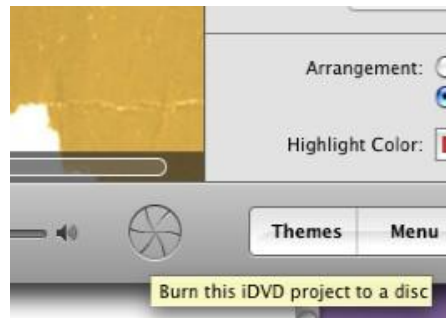 Arrangement:
Highlight Color:
Themes Menu
Burn this iDVD project to a disc